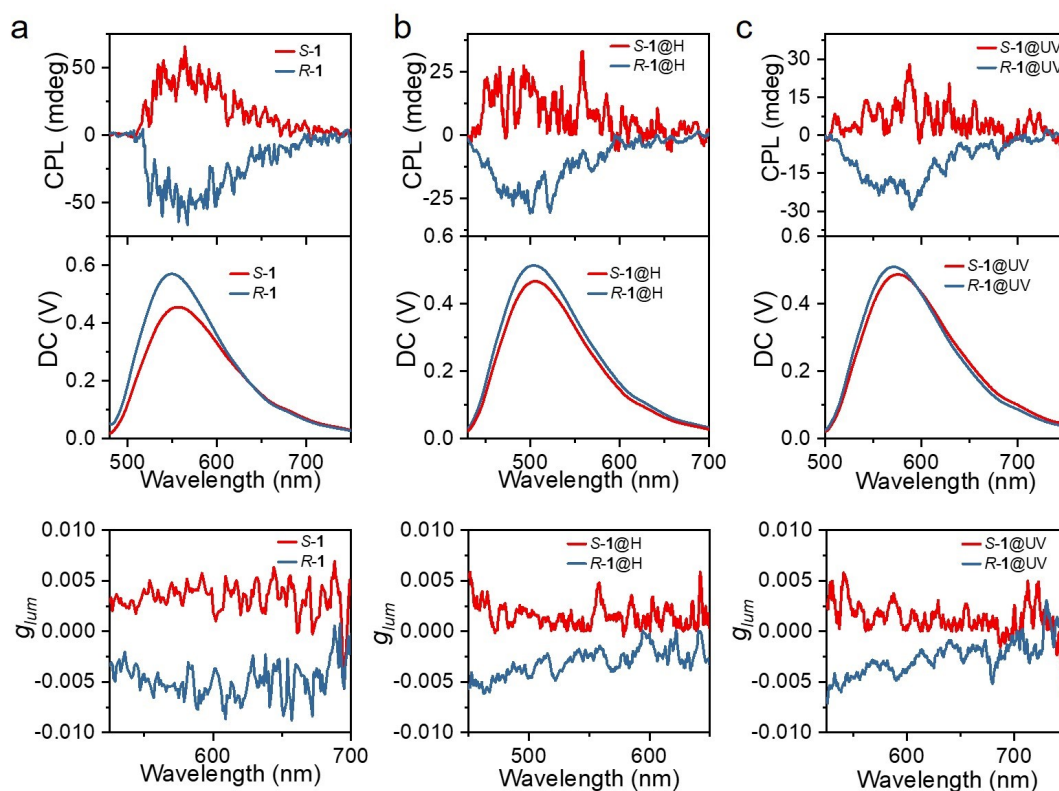 a
CPL (mdeg)
50
0
-50
S-1
R-1
DC (V)
0.6
0.4
0.2
0.0
S-1
R-1
500 600 700
Wavelength (nm)
g_lum
0.010
0.005
0.000
-0.005
-0.010
S-1
R-1
600 700
Wavelength (nm)
b
CPL (mdeg)
25
0
-25
S-1@H
R-1@H
DC (V)
0.6
0.4
0.2
0.0
S-1@H
R-1@H
500 600 700
Wavelength (nm)
g_lum
0.010
0.005
0.000
-0.005
-0.010
S-1@H
R-1@H
500 600
Wavelength (nm)
c
CPL (mdeg)
30
15
0
-15
-30
S-1@UV
R-1@UV
DC (V)
0.6
0.4
0.2
0.0
S-1@UV
R-1@UV
500 600 700
Wavelength (nm)
g_lum
0.010
0.005
0.000
-0.005
-0.010
S-1@UV
R-1@UV
600 700
Wavelength (nm)